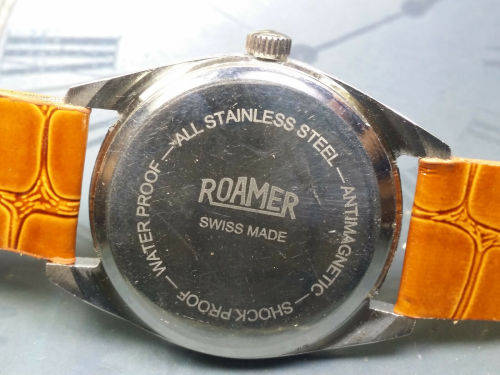 WATER PROOF — ALL STAINLESS STEEL — ANTIMAGNETIC — SHOCK PROOF —
ROAMER
SWISS MADE